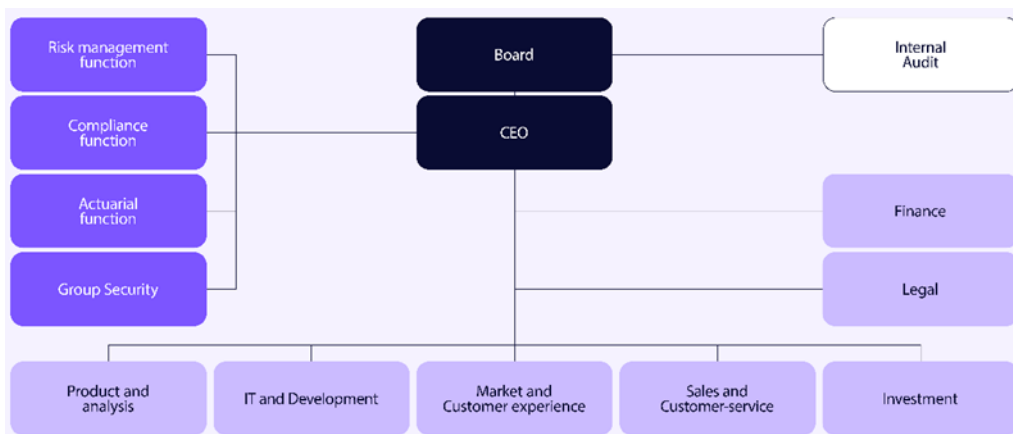 Risk management
function
Board
Internal
Audit
Compliance
function
CEO
Actuarial
function
Finance
Group Security
Legal
Product and
analysis
IT and Development
Market and
Customer experience
Sales and
Customer-service
Investment